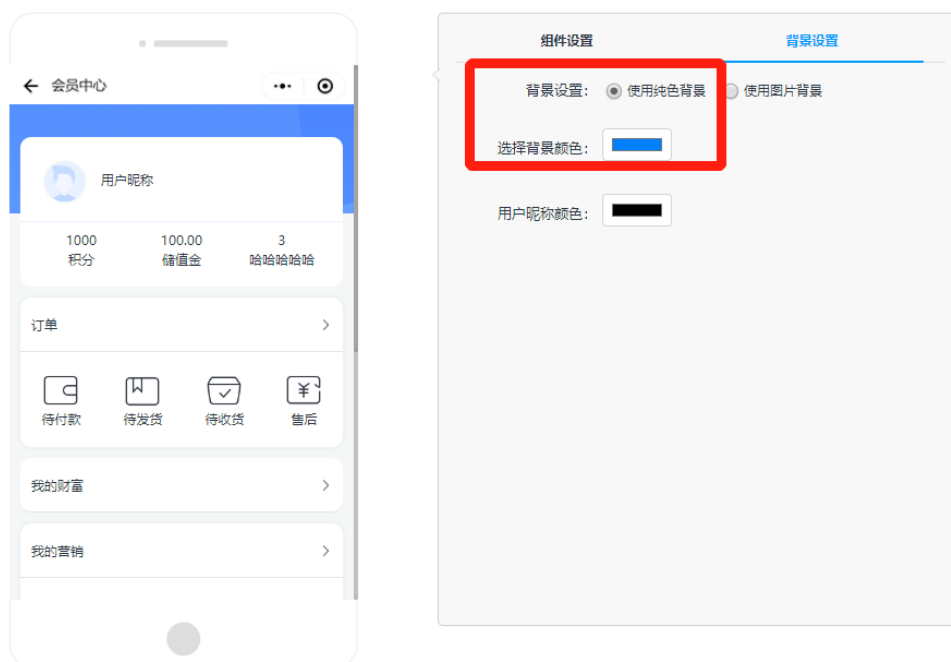 会员中心
用户昵称
1000 100.00 3
积分 储值金 哈哈哈哈哈
订单
待付款 待发货 待收货 售后
我的财富
我的营销
组件设置 背景设置
背景设置： 使用纯色背景 使用图片背景
选择背景颜色：
用户昵称颜色：